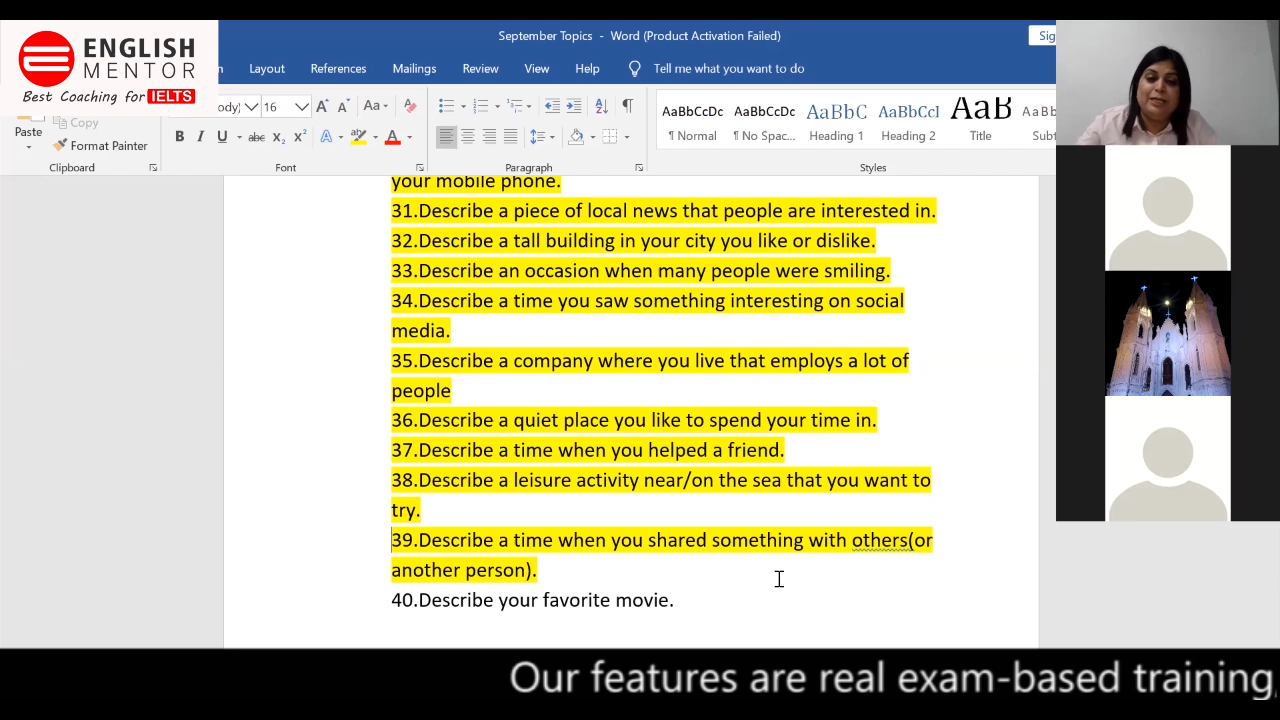 ENGLISH
MENTOR
Best Coaching for IELTS
September Topics - Word (Product Activation Failed)
Sig
Layout References Mailings Review View Help Tell me what you want to do
16 Aa
AaBbCcDc AaBbCcDc AaBbC AaBbCcI AaB AaBb
Paste Copy
Format Painter
B I U abc x₂ x² A A
¶ Normal ¶ No Spac... Heading 1 Heading 2 Title Subt
Clipboard Font Paragraph Styles
your mobile phone.
31.Describe a piece of local news that people are interested in.
32.Describe a tall building in your city you like or dislike.
33.Describe an occasion when many people were smiling.
34.Describe a time you saw something interesting on social
media.
35.Describe a company where you live that employs a lot of
people
36.Describe a quiet place you like to spend your time in.
37.Describe a time when you helped a friend.
38.Describe a leisure activity near/on the sea that you want to
try.
39.Describe a time when you shared something with others(or
another person).
40.Describe your favorite movie.
Our features are real exam-based training,